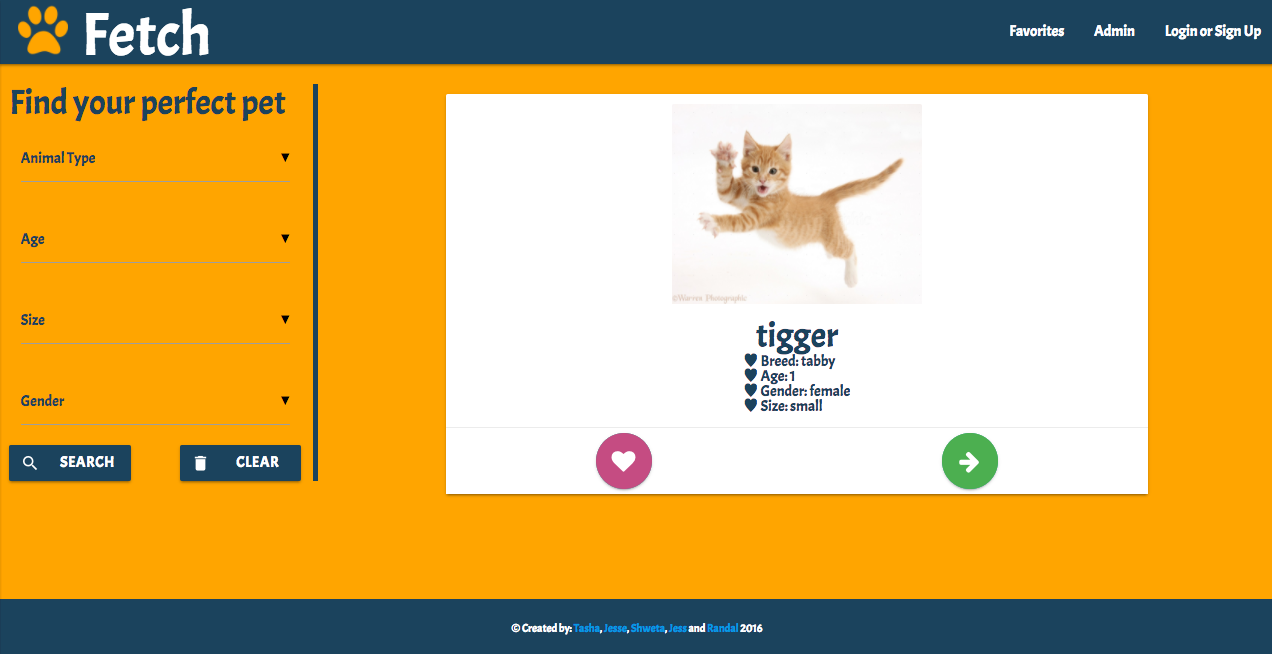 Fetch
Favorites Admin Login or Sign Up
Find your perfect pet
Animal Type
Age
Size
Gender
SEARCH CLEAR
©Warren Photographic
tigger
Breed: tabby
Age: 1
Gender: female
Size: small
© Created by: Tasha, Jesse, Shweta, Jess and Randal 2016